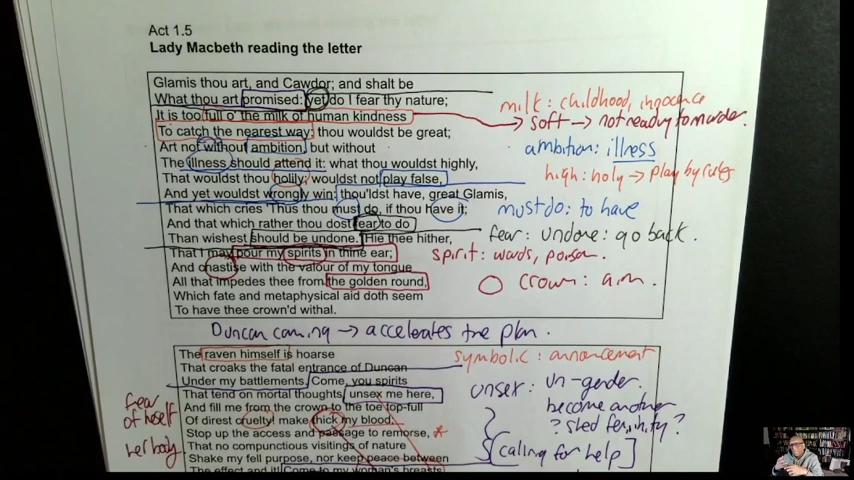 Act 1.5
Lady Macbeth reading the letter
Glamis thou art, and Cawdor; and shalt be
What thou art promised: yet do I fear thy nature;
It is too full o' the milk of human kindness
To catch the nearest way: thou wouldst be great;
Art not without ambition, but without
The illness should attend it: what thou wouldst highly,
That wouldst thou holily; wouldst not play false,
And yet wouldst wrongly win: thou'ldst have, great Glamis,
That which cries 'Thus thou must do, if thou have it;
And that which rather thou dost fear to do
Than wishest should be undone.' Hie thee hither,
That I may pour my spirits in thine ear;
And chastise with the valour of my tongue
All that impedes thee from the golden round,
Which fate and metaphysical aid doth seem
To have thee crown'd withal.
milk: childhood, inocence
→ soft → not ready to murder.
ambition: illness
high: holy → play by rules
must do: to have
fear: undone: go back.
spirit: words, poison.
crown: aim.
Duncan coming → accelerates the plan.
The raven himself is hoarse
That croaks the fatal entrance of Duncan
Under my battlements. Come, you spirits
That tend on mortal thoughts, unsex me here,
And fill me from the crown to the toe top-full
Of direst cruelty! make thick my blood;
Stop up the access and passage to remorse, *
That no compunctious visitings of nature
Shake my fell purpose, nor keep peace between
The effect and it! Come to my woman's breasts,
symbolic: announcement
unsex: un-gender.
become another
? shed femininity?
[calling for help]
fear
of herself
her body